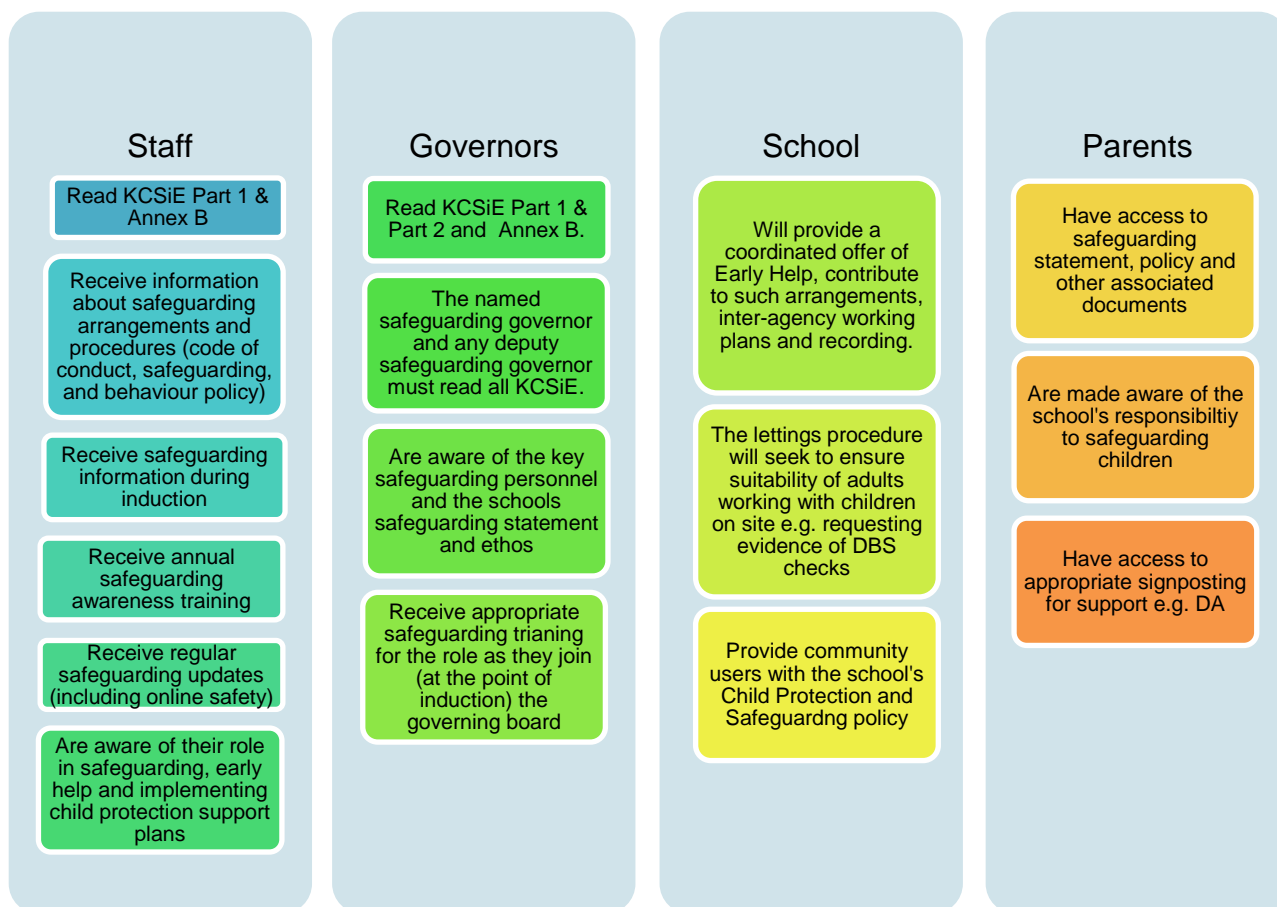 Staff
Read KCSiE Part 1 &
Annex B
Receive information
about safeguarding
arrangements and
procedures (code of
conduct, safeguarding,
and behaviour policy)
Receive safeguarding
information during
induction
Receive annual
safeguarding
awareness training
Receive regular
safeguarding updates
(including online safety)
Are aware of their role
in safeguarding, early
help and implementing
child protection support
plans
Governors
Read KCSiE Part 1 &
Part 2 and  Annex B.
The named
safeguarding governor
and any deputy
safeguarding governor
must read all KCSiE.
Are aware of the key
safeguarding personnel
and the schools
safeguarding statement
and ethos
Receive appropriate
safeguarding trianing
for the role as they join
(at the point of
induction) the
governing board
School
Will provide a
coordinated offer of
Early Help, contribute
to such arrangements,
inter-agency working
plans and recording.
The lettings procedure
will seek to ensure
suitability of adults
working with children
on site e.g. requesting
evidence of DBS
checks
Provide community
users with the school's
Child Protection and
Safeguardng policy
Parents
Have access to
safeguarding
statement, policy and
other associated
documents
Are made aware of the
school's responsibiltiy
to safeguarding
children
Have access to
appropriate signposting
for support e.g. DA